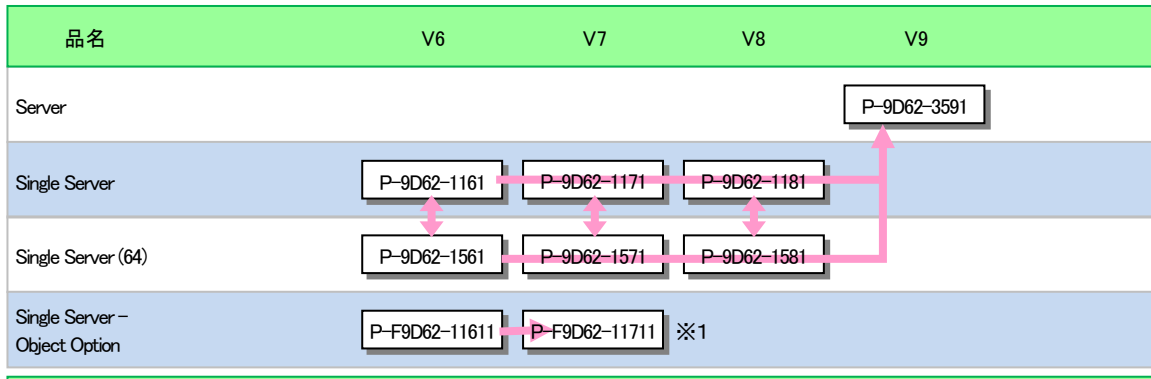 品名 V6 V7 V8 V9
Server P-9D62-3591
Single Server P-9D62-1161 P-9D62-1171 P-9D62-1181
Single Server(64) P-9D62-1561 P-9D62-1571 P-9D62-1581
Single Server-
Object Option P-F9D62-11611 P-F9D62-11711 ※1